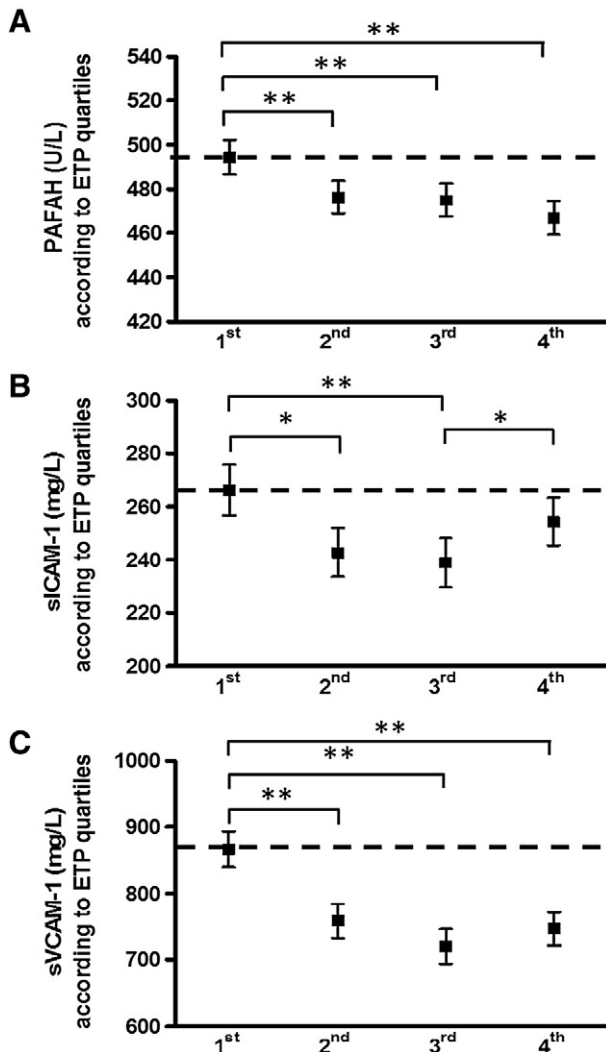 A
PAFAH (U/L)
according to ETP quartiles
540
520
500
480
460
440
420
**
**
**
1st
2nd
3rd
4th
B
sICAM-1 (mg/L)
according to ETP quartiles
300
280
260
240
220
200
**
*
*
1st
2nd
3rd
4th
C
sVCAM-1 (mg/L)
according to ETP quartiles
1000
900
800
700
600
**
**
**
1st
2nd
3rd
4th